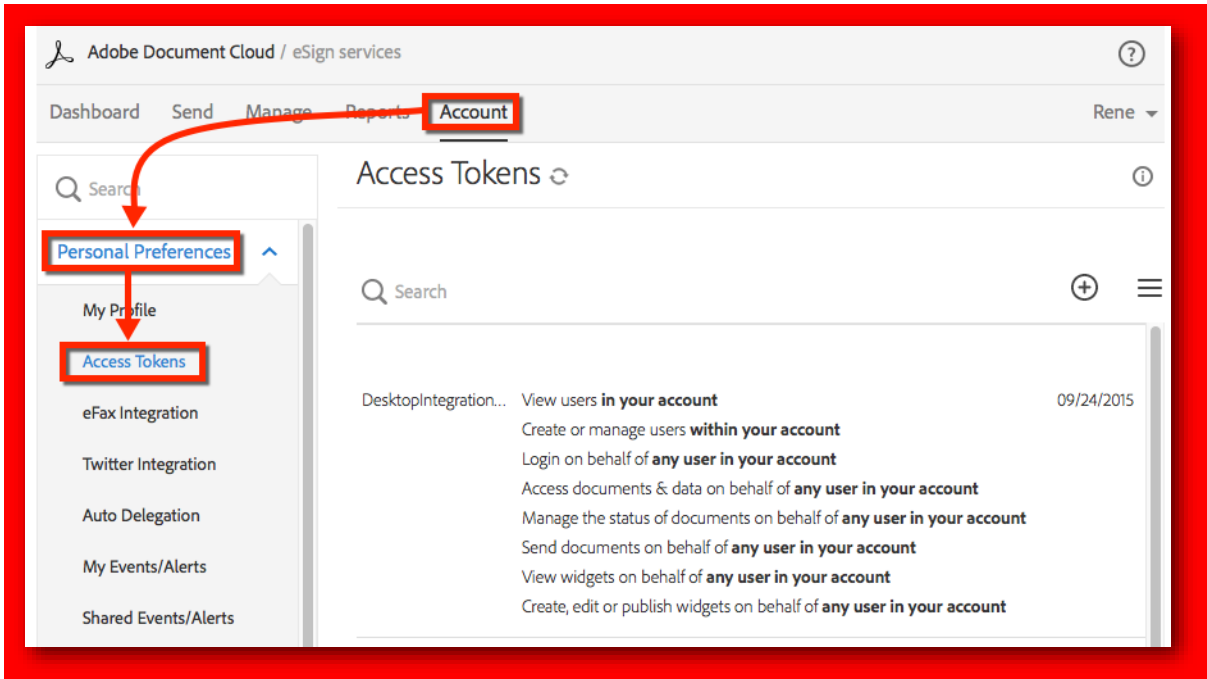 Adobe Document Cloud / eSign services
Dashboard Send Manage Reports Account Rene
Search
Personal Preferences
My Profile
Access Tokens
eFax Integration
Twitter Integration
Auto Delegation
My Events/Alerts
Shared Events/Alerts
Access Tokens
Search
DesktopIntegration... View users in your account 09/24/2015
Create or manage users within your account
Login on behalf of any user in your account
Access documents & data on behalf of any user in your account
Manage the status of documents on behalf of any user in your account
Send documents on behalf of any user in your account
View widgets on behalf of any user in your account
Create, edit or publish widgets on behalf of any user in your account